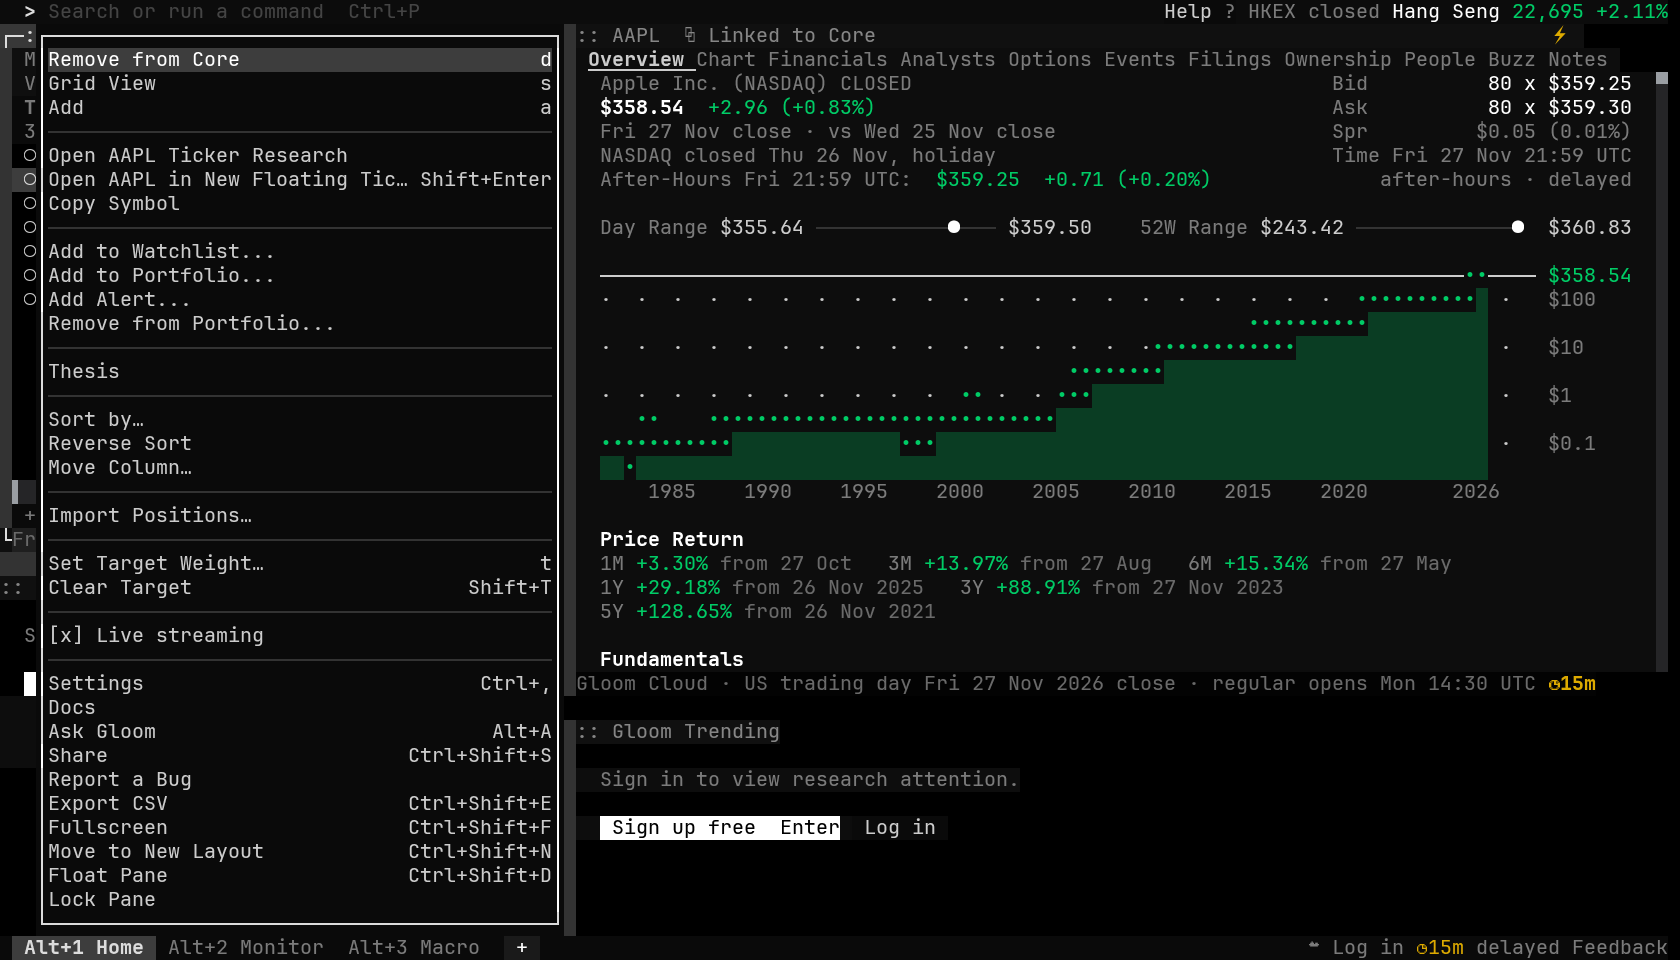 > Search or run a command  Ctrl+P
Help ? HKEX closed Hang Seng 22,695 +2.11%
Remove from Core d
Grid View s
Add a
Open AAPL Ticker Research
Open AAPL in New Floating Tic… Shift+Enter
Copy Symbol
Add to Watchlist...
Add to Portfolio...
Add Alert...
Remove from Portfolio...
Thesis
Sort by…
Reverse Sort
Move Column…
Import Positions…
Set Target Weight… t
Clear Target Shift+T
[x] Live streaming
Settings Ctrl+,
Docs
Ask Gloom Alt+A
Share Ctrl+Shift+S
Report a Bug
Export CSV Ctrl+Shift+E
Fullscreen Ctrl+Shift+F
Move to New Layout Ctrl+Shift+N
Float Pane Ctrl+Shift+D
Lock Pane
M
V
T
3
+
Fr
::
S
:: AAPL Linked to Core
Overview Chart Financials Analysts Options Events Filings Ownership People Buzz Notes
Apple Inc. (NASDAQ) CLOSED Bid 80 x $359.25
$358.54 +2.96 (+0.83%) Ask 80 x $359.30
Fri 27 Nov close · vs Wed 25 Nov close Spr $0.05 (0.01%)
NASDAQ closed Thu 26 Nov, holiday Time Fri 27 Nov 21:59 UTC
After-Hours Fri 21:59 UTC: $359.25 +0.71 (+0.20%) after-hours · delayed
Day Range $355.64 $359.50 52W Range $243.42 $360.83
$358.54
$100
$10
$1
$0.1
1985 1990 1995 2000 2005 2010 2015 2020 2026
Price Return
1M +3.30% from 27 Oct 3M +13.97% from 27 Aug 6M +15.34% from 27 May
1Y +29.18% from 26 Nov 2025 3Y +88.91% from 27 Nov 2023
5Y +128.65% from 26 Nov 2021
Fundamentals
Gloom Cloud · US trading day Fri 27 Nov 2026 close · regular opens Mon 14:30 UTC 15m
:: Gloom Trending
Sign in to view research attention.
Sign up free Enter Log in
Alt+1 Home Alt+2 Monitor Alt+3 Macro +
Log in 15m delayed Feedback